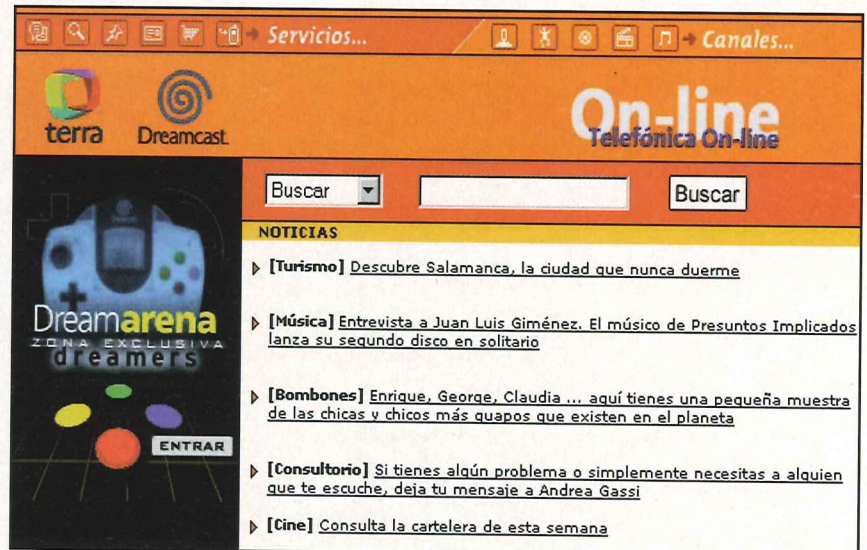 Servicios...
Canales...
terra
Dreamcast.
On-line
Telefónica On-line
Buscar
Buscar
NOTICIAS
[Turismo] Descubre Salamanca, la ciudad que nunca duerme
[Música] Entrevista a Juan Luis Giménez. El músico de Presuntos Implicados
lanza su segundo disco en solitario
[Bombones] Enrique, George, Claudia ... aquí tienes una pequeña muestra
de las chicas y chicos más guapos que existen en el planeta
[Consultorio] Si tienes algún problema o simplemente necesitas a alguien
que te escuche, deja tu mensaje a Andrea Gassi
[Cine] Consulta la cartelera de esta semana
Dreamarena
ZONA EXCLUSIVA
dreamers
ENTRAR